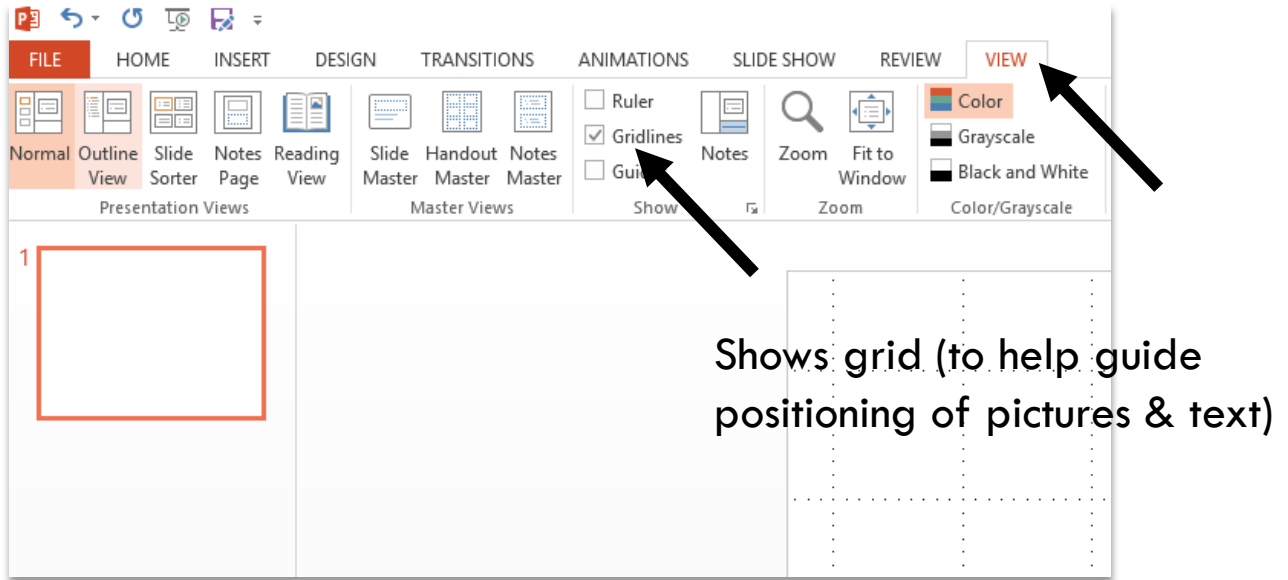 FILE HOME INSERT DESIGN TRANSITIONS ANIMATIONS SLIDE SHOW REVIEW VIEW
Normal
Outline
View
Slide
Sorter
Notes
Page
Reading
View
Presentation Views
Slide
Master
Handout
Master
Notes
Master
Master Views
Ruler
Gridlines
Show
Notes
Zoom
Fit to
Window
Zoom
Color
Grayscale
Black and White
Color/Grayscale
1
Shows grid (to help guide
positioning of pictures & text)